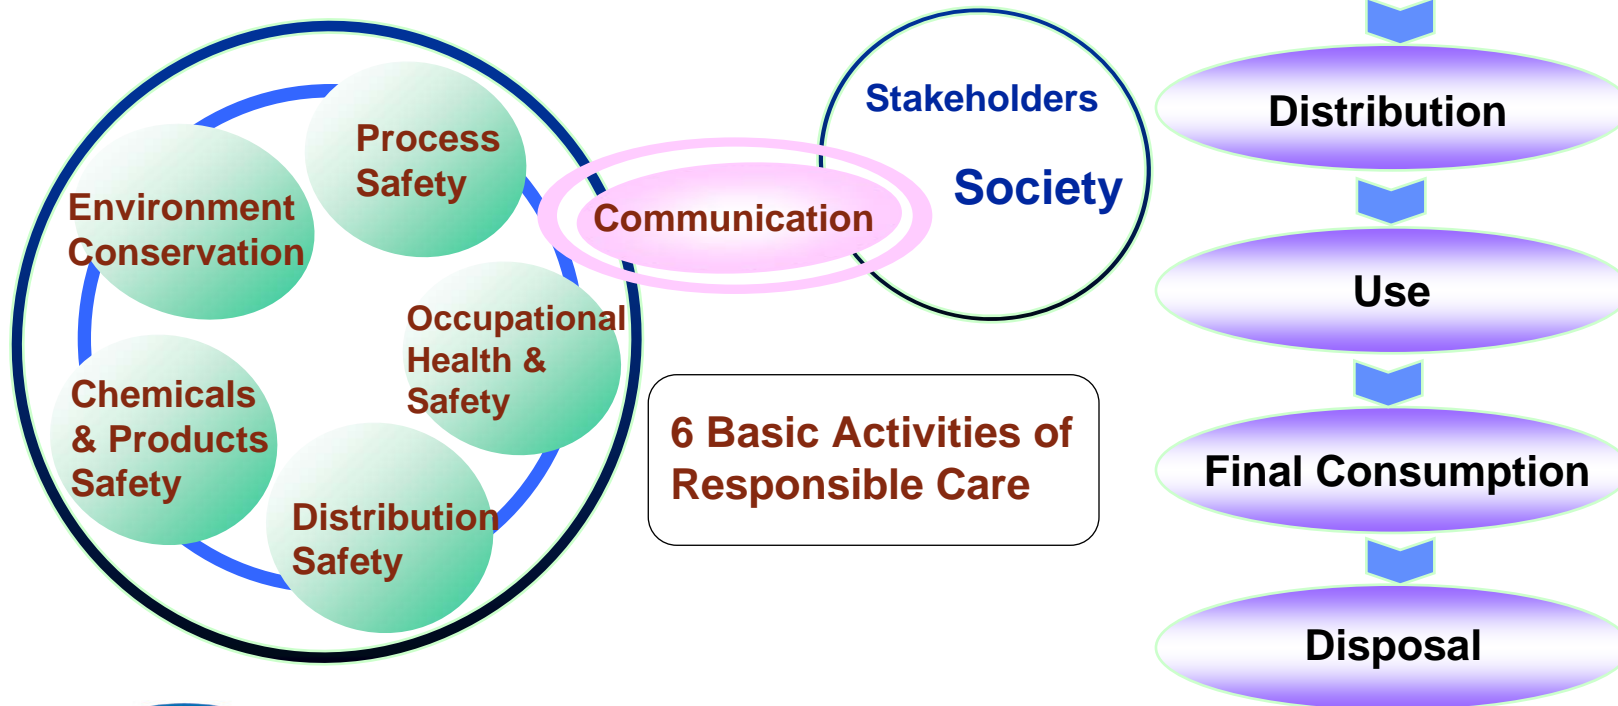 Process
Safety
Environment
Conservation
Occupational
Health &
Safety
Chemicals
& Products
Safety
Distribution
Safety
Communication
Stakeholders
Society
6 Basic Activities of
Responsible Care
Distribution
Use
Final Consumption
Disposal